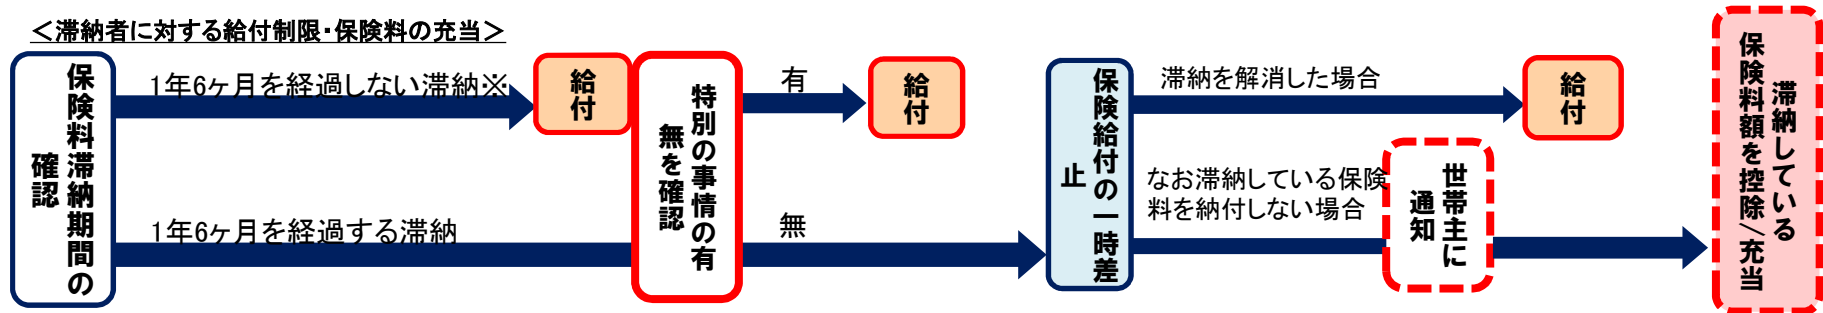 ＜滞納者に対する給付制限・保険料の充当＞
保険料滞納期間の
確認
1年6ヶ月を経過しない滞納※
給付
1年6ヶ月を経過する滞納
特別の事情の有
無を確認
有
給付
無
保険給付の一時差
止
滞納を解消した場合
給付
なお滞納している保険
料を納付しない場合
世帯主に
通知
滞納している
保険料額を控除／充当